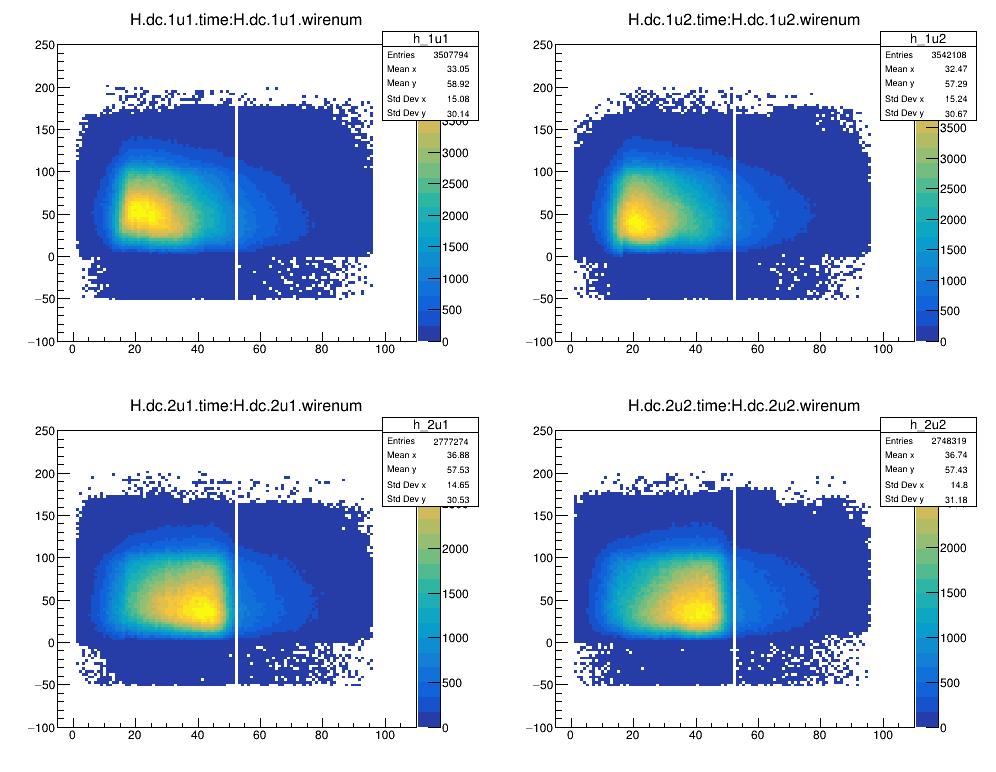 H.dc.1u1.time:H.dc.1u1.wirenum
h_1u1
Entries 3507794
Mean x 33.05
Mean y 58.92
Std Dev x 15.08
Std Dev y 30.14
250
200
150
100
50
0
−50
−100
0 20 40 60 80 100
3500
3000
2500
2000
1500
1000
500
0
H.dc.1u2.time:H.dc.1u2.wirenum
h_1u2
Entries 3542108
Mean x 32.47
Mean y 57.29
Std Dev x 15.24
Std Dev y 30.67
250
200
150
100
50
0
−50
−100
0 20 40 60 80 100
3500
3000
2500
2000
1500
1000
500
0
H.dc.2u1.time:H.dc.2u1.wirenum
h_2u1
Entries 2777274
Mean x 36.88
Mean y 57.53
Std Dev x 14.65
Std Dev y 30.53
250
200
150
100
50
0
−50
−100
0 20 40 60 80 100
2000
1500
1000
500
0
H.dc.2u2.time:H.dc.2u2.wirenum
h_2u2
Entries 2748319
Mean x 36.74
Mean y 57.43
Std Dev x 14.8
Std Dev y 31.18
250
200
150
100
50
0
−50
−100
0 20 40 60 80 100
2000
1500
1000
500
0